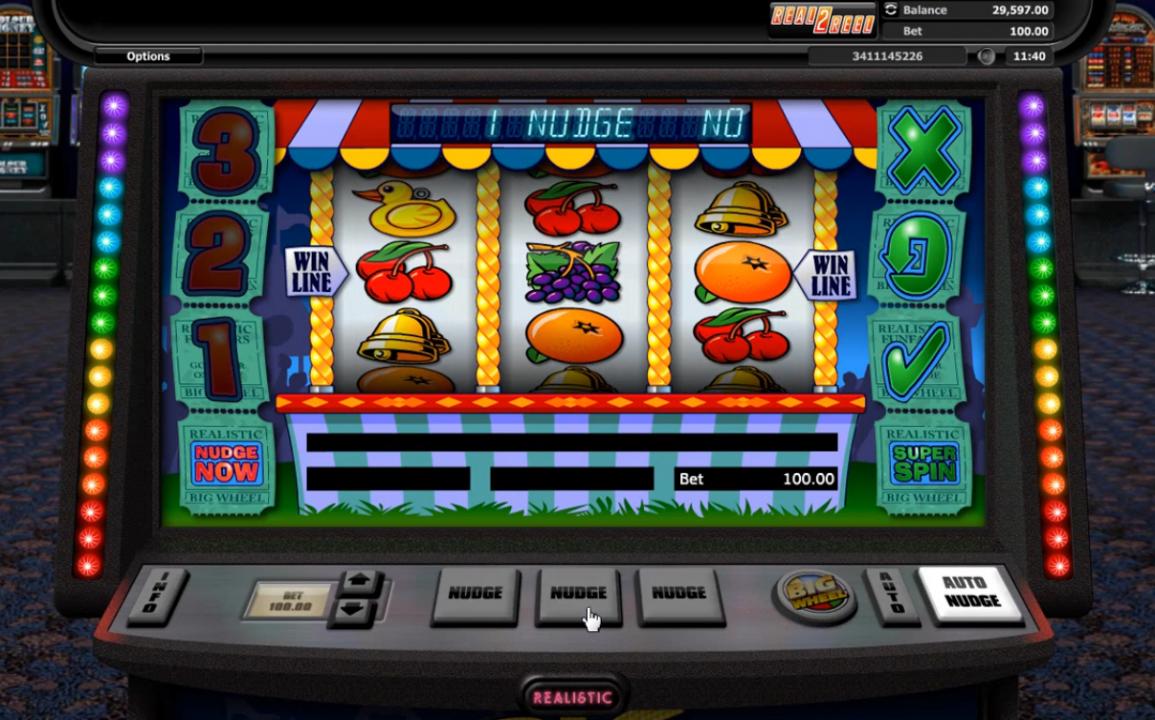 REAL2REEL
Balance 29,597.00
Bet 100.00
Options
3411145226
11:40
1 NUDGE NO
3
2
1
WIN LINE
WIN LINE
REALISTIC
NUDGE NOW
BIG WHEEL
REALISTIC
SUPER SPIN
BIG WHEEL
Bet 100.00
INFO
BET
100.00
NUDGE
NUDGE
NUDGE
BIG WHEEL
AUTO
AUTO NUDGE
REALISTIC